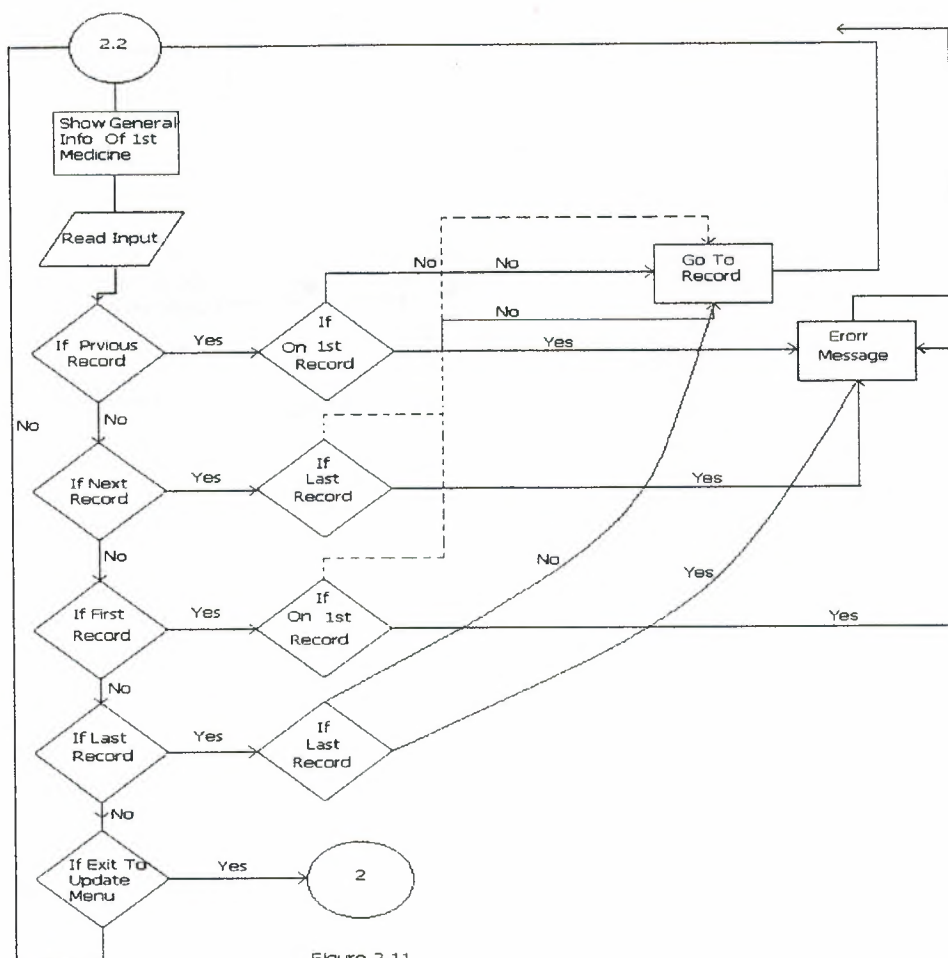 2.2
Show General
Info Of 1st
Medicine
Read Input
No
No
Go To
Record
If
On 1st
Record
No
Erorr
Message
If Prvious
Record
Yes
Yes
No
No
If Next
Record
Yes
If
Last
Record
Yes
No
No
Yes
If First
Record
Yes
If
On 1st
Record
Yes
No
If Last
Record
Yes
If
Last
Record
No
If Exit To
Update
Menu
Yes
2
Figure 2.11